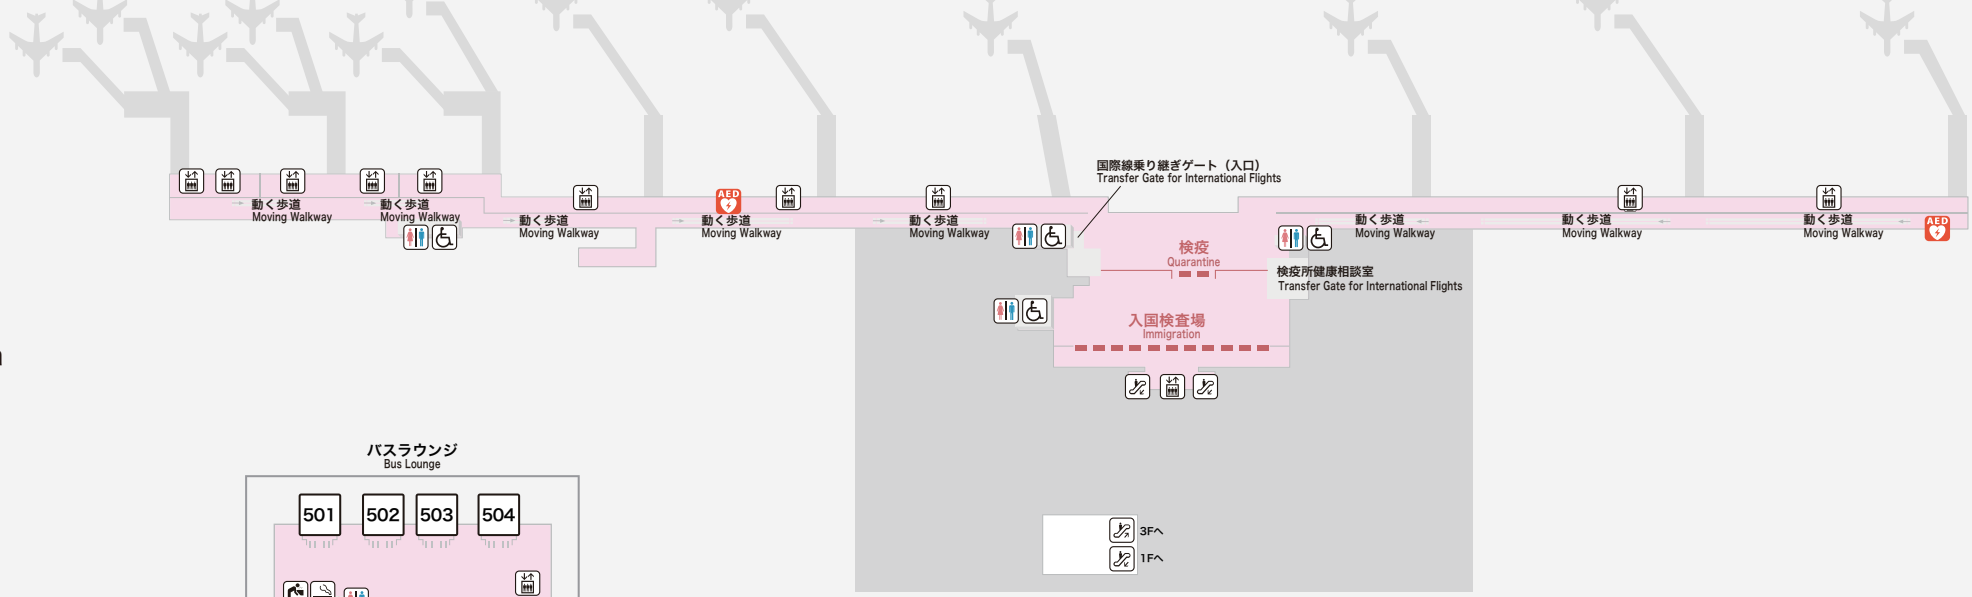 国際線乗り継ぎゲート（入口）
Transfer Gate for International Flights
動く歩道
Moving Walkway
動く歩道
Moving Walkway
動く歩道
Moving Walkway
AED
動く歩道
Moving Walkway
動く歩道
Moving Walkway
動く歩道
Moving Walkway
動く歩道
Moving Walkway
動く歩道
Moving Walkway
AED
検疫
Quarantine
検疫所健康相談室
Transfer Gate for International Flights
入国検査場
Immigration
バスラウンジ
Bus Lounge
501
502
503
504
3Fへ
1Fへ